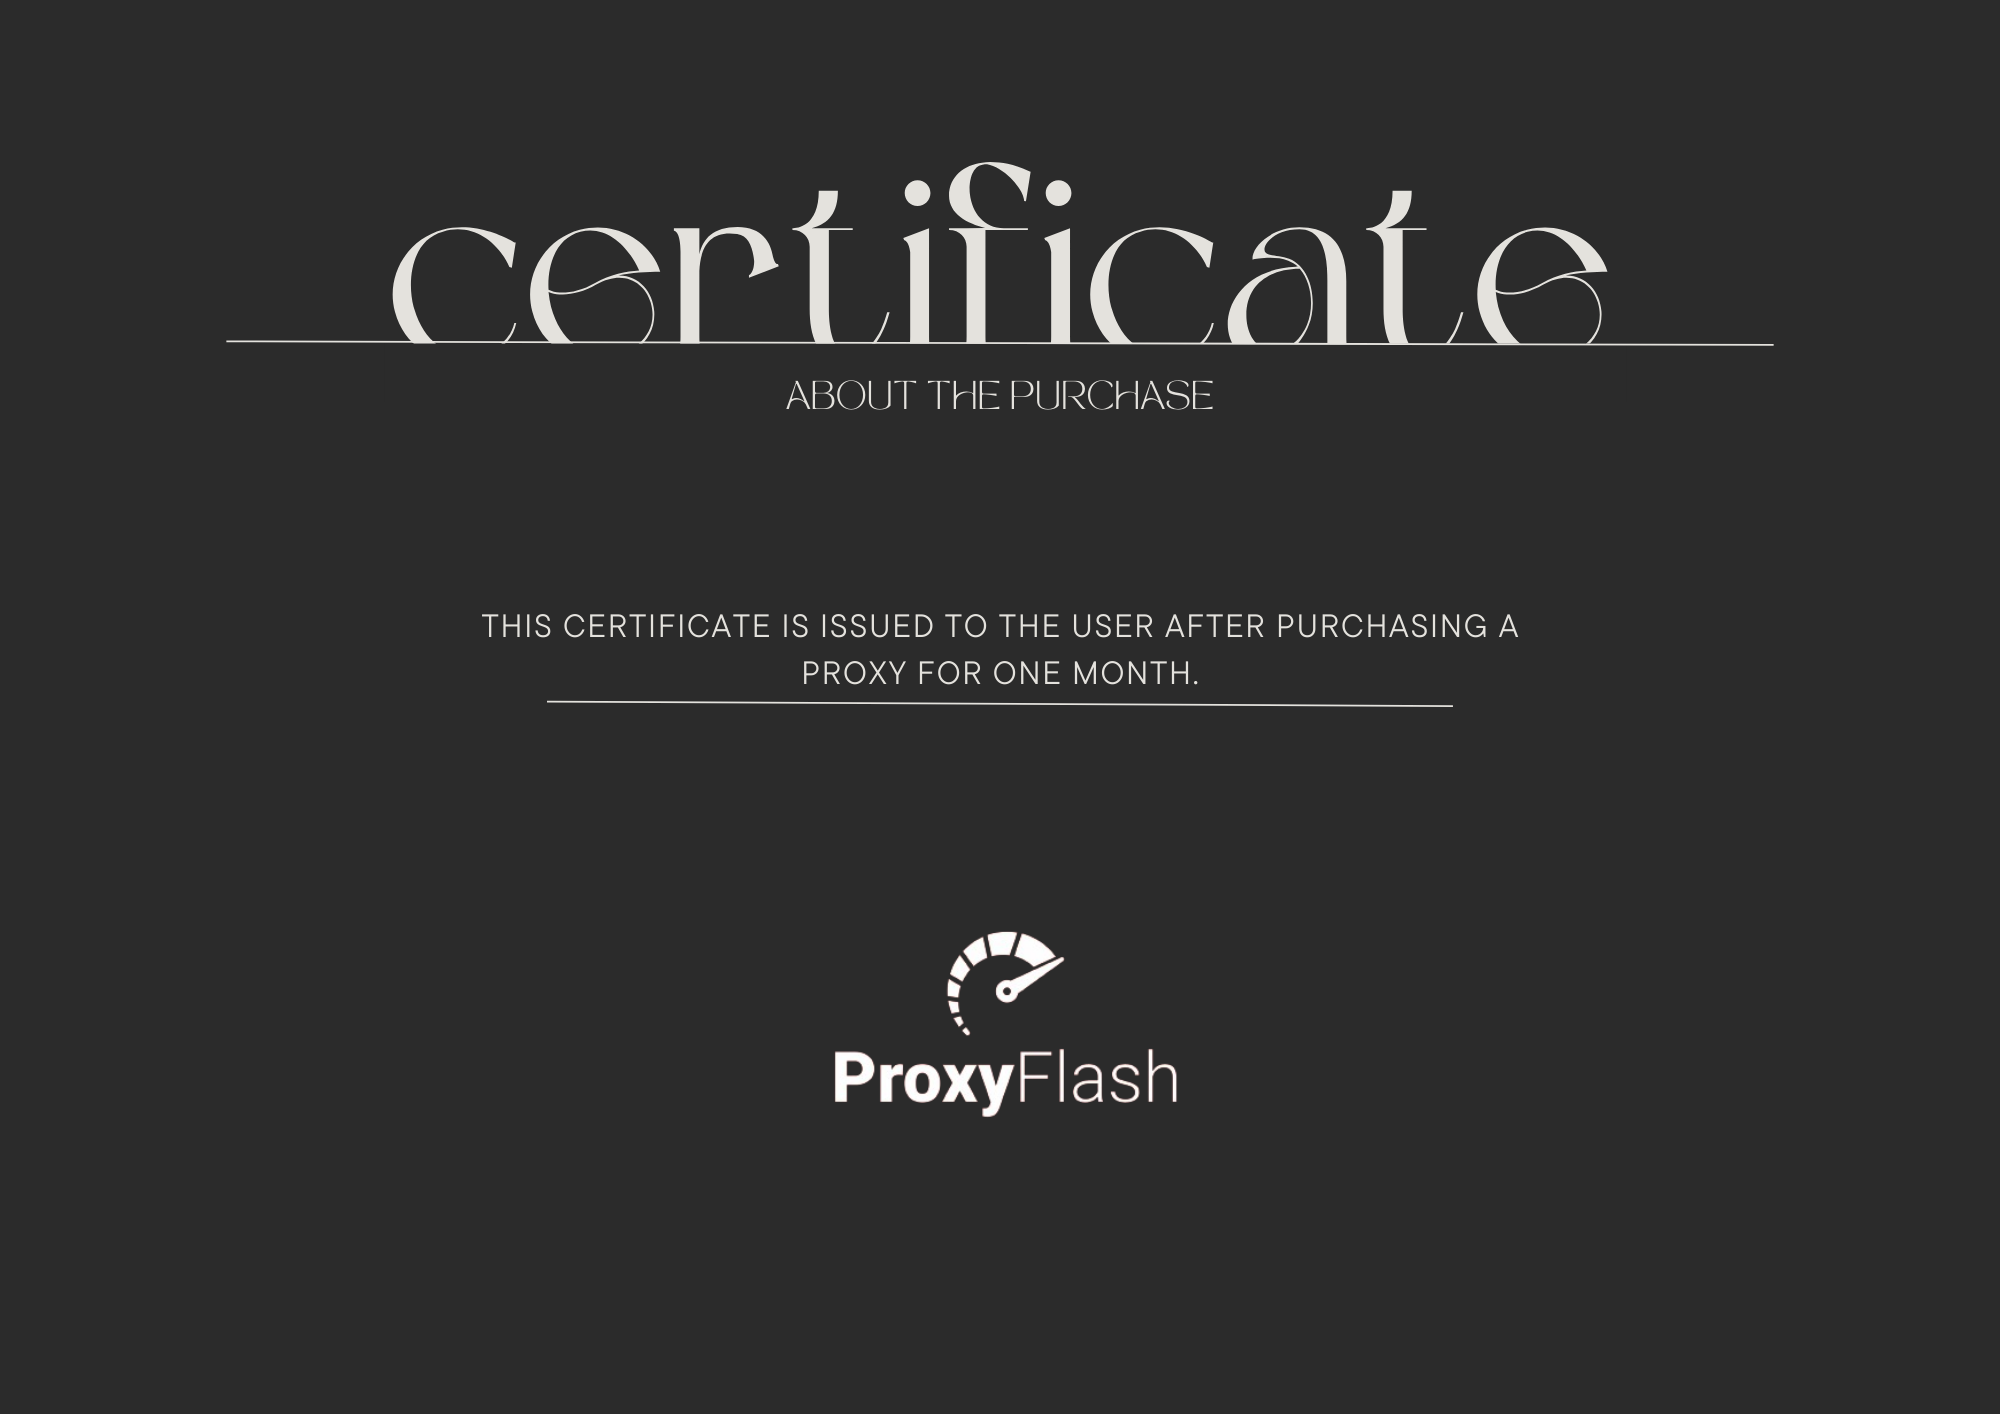 certificate
ABOUT THE PURCHASE
THIS CERTIFICATE IS ISSUED TO THE USER AFTER PURCHASING A
PROXY FOR ONE MONTH.
ProxyFlash